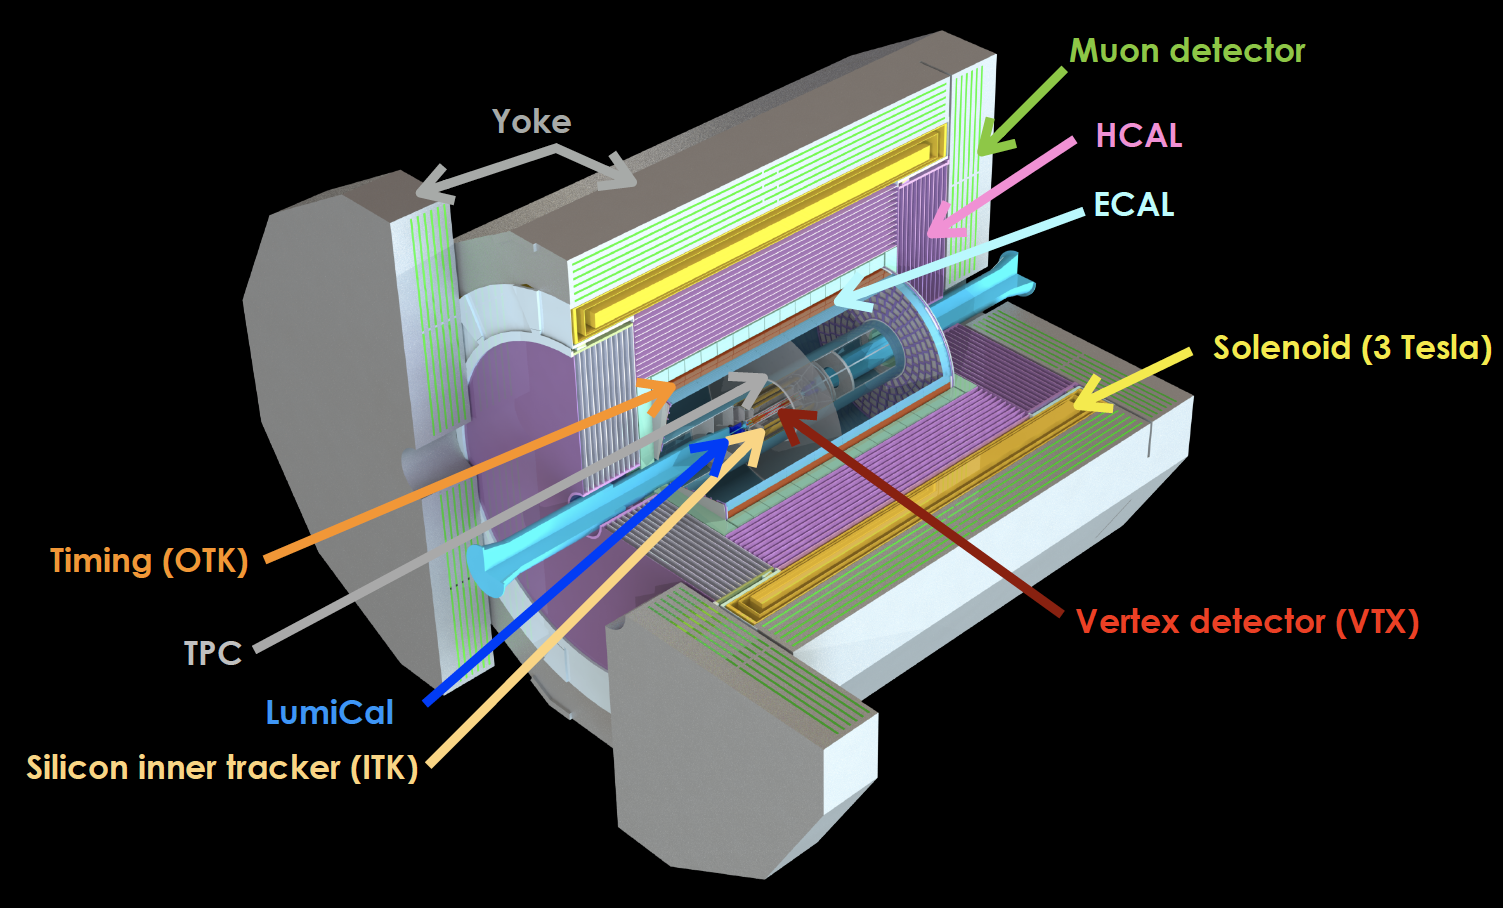 Muon detector
Yoke
HCAL
ECAL
Solenoid (3 Tesla)
Timing (OTK)
Vertex detector (VTX)
TPC
LumiCal
Silicon inner tracker (ITK)